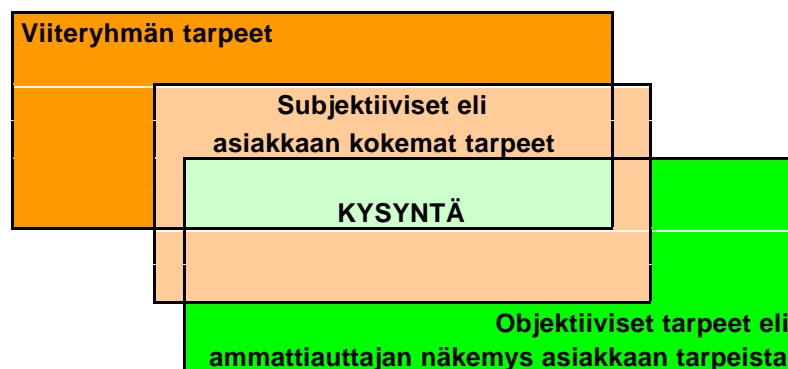 Viiteryhmän tarpeet
Subjektiiviset eli
asiakkaan kokemat tarpeet
KYSYNTÄ
Objektiiviset tarpeet eli
ammattiauttajan näkemys asiakkaan tarpeista